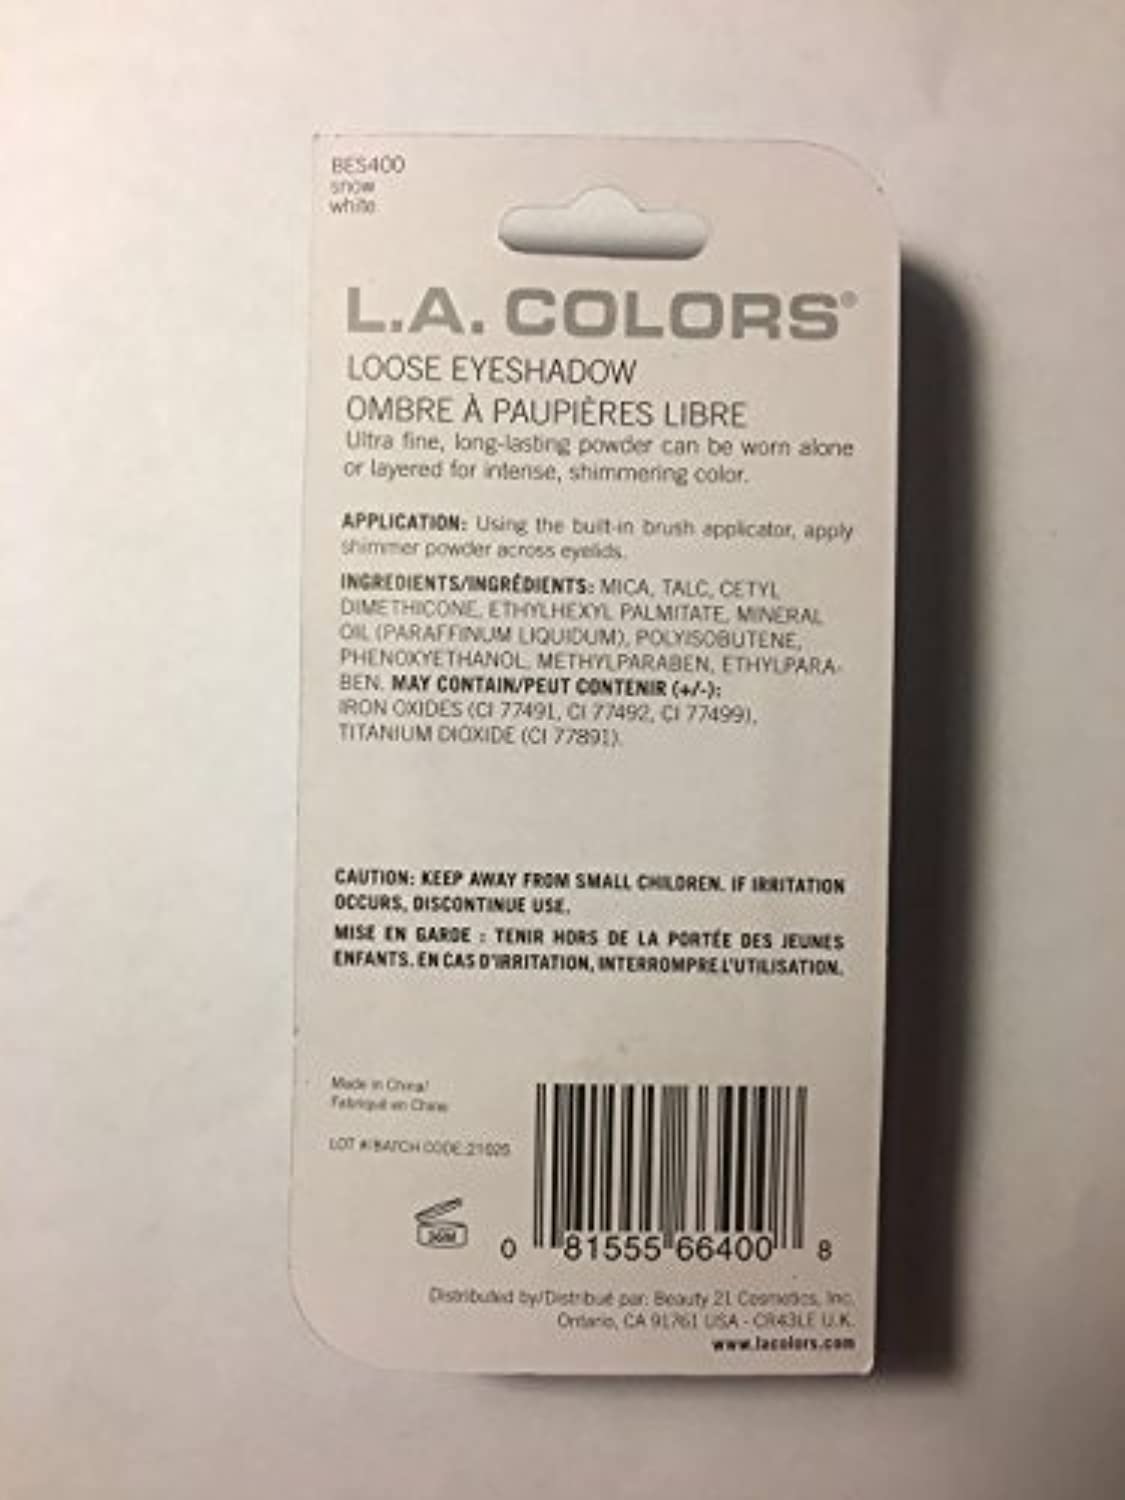 BES400
snow
white
L.A. COLORS®
LOOSE EYESHADOW
OMBRE À PAUPIÈRES LIBRE
Ultra fine, long-lasting powder can be worn alone
or layered for intense, shimmering color.
APPLICATION: Using the built-in brush applicator, apply
shimmer powder across eyelids.
INGREDIENTS/INGRÉDIENTS: MICA, TALC, CETYL
DIMETHICONE, ETHYLHEXYL PALMITATE, MINERAL
OIL (PARAFFINUM LIQUIDUM), POLYISOBUTENE,
PHENOXYETHANOL, METHYLPARABEN, ETHYLPARA-
BEN. MAY CONTAIN/PEUT CONTENIR (+/-):
IRON OXIDES (CI 77491, CI 77492, CI 77499),
TITANIUM DIOXIDE (CI 77891).
CAUTION: KEEP AWAY FROM SMALL CHILDREN. IF IRRITATION
OCCURS, DISCONTINUE USE.
MISE EN GARDE : TENIR HORS DE LA PORTÉE DES JEUNES
ENFANTS. EN CAS D'IRRITATION, INTERROMPRE L'UTILISATION.
Made in China/
Fabriqué en Chine
LOT #/BATCH CODE:
36M
0 81555 66400 8
Distributed by/Distribué par: Beauty 21 Cosmetics, Inc.
Ontario, CA 91761 USA - CR43LE U.K.
www.lacolors.com